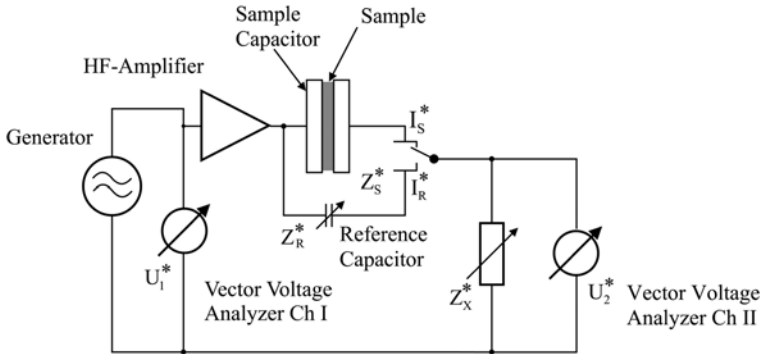 Sample
Capacitor
Sample
HF-Amplifier
Generator
I_S^*
Z_S^*
I_R^*
Z_R^*
Reference
Capacitor
U_1^*
Vector Voltage
Analyzer Ch I
Z_X^*
U_2^*
Vector Voltage
Analyzer Ch II